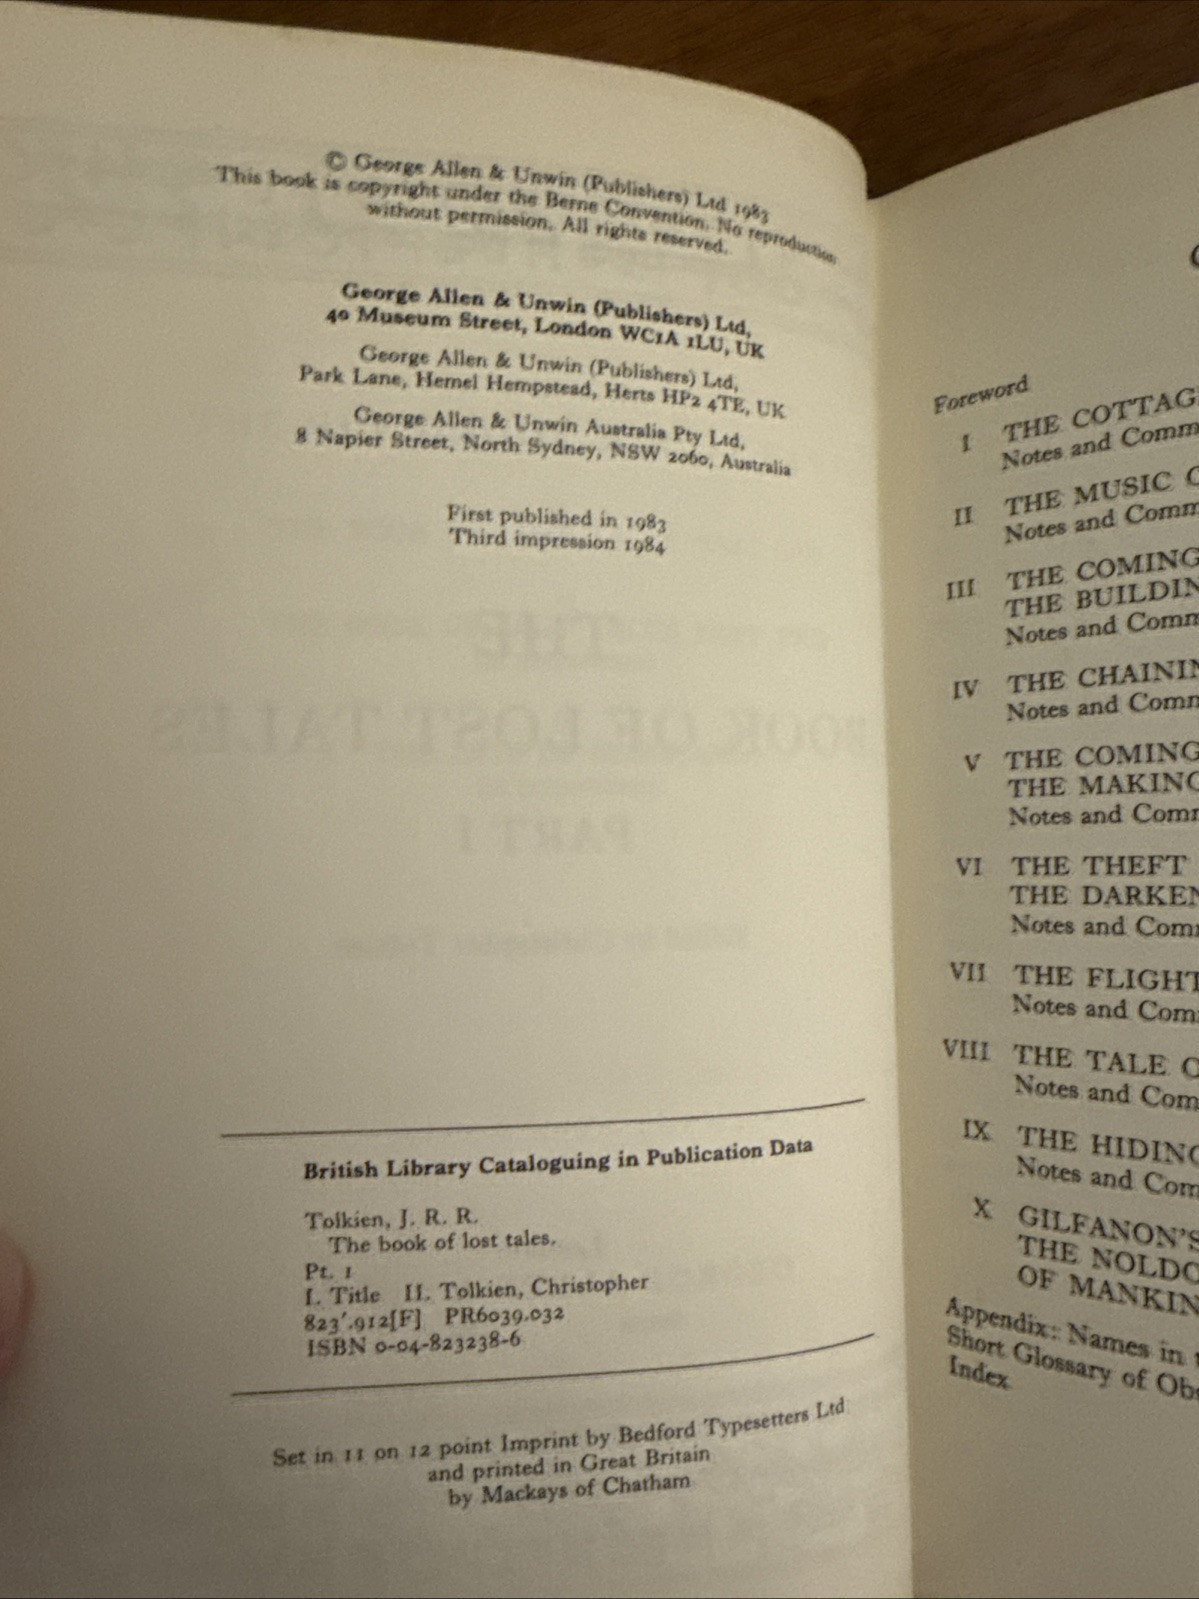 © George Allen & Unwin (Publishers) Ltd 1983
This book is copyright under the Berne Convention. No reproduction
without permission. All rights reserved.
George Allen & Unwin (Publishers) Ltd,
40 Museum Street, London WC1A 1LU, UK
George Allen & Unwin (Publishers) Ltd,
Park Lane, Hemel Hempstead, Herts HP2 4TE, UK
George Allen & Unwin Australia Pty Ltd,
8 Napier Street, North Sydney, NSW 2060, Australia
First published in 1983
Third impression 1984
British Library Cataloguing in Publication Data
Tolkien, J. R. R.
The book of lost tales.
Pt. 1
I. Title II. Tolkien, Christopher
823'.912[F] PR6039.032
ISBN 0-04-823238-6
Set in 11 on 12 point Imprint by Bedford Typesetters Ltd
and printed in Great Britain
by Mackays of Chatham
Foreword
I THE COTTAG
Notes and Comm
II THE MUSIC
Notes and Comm
III THE COMING
THE BUILDIN
Notes and Comm
IV THE CHAININ
Notes and Comm
V THE COMING
THE MAKING
Notes and Comm
VI THE THEFT
THE DARKEN
Notes and Com
VII THE FLIGHT
Notes and Com
VIII THE TALE O
Notes and Com
IX THE HIDING
Notes and Com
X GILFANON'S
THE NOLDO
OF MANKIN
Appendix: Names in
Short Glossary of Obs
Index